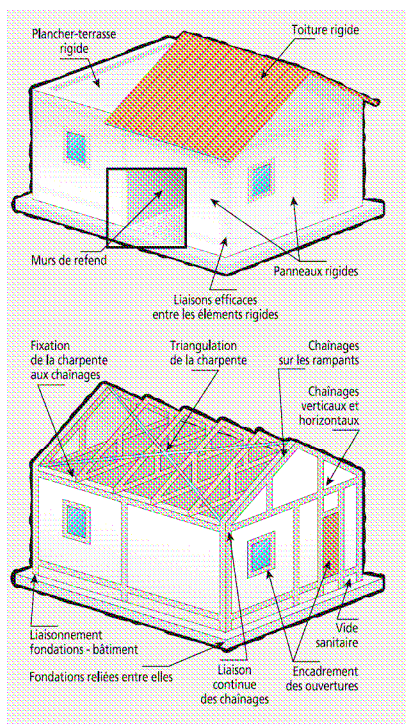 Plancher-terrasse
rigide
Toiture rigide
Murs de refend
Panneaux rigides
Liaisons efficaces
entre les éléments rigides
Fixation
de la charpente
aux chaînages
Triangulation
de la charpente
Chaînages
sur les rampants
Chaînages
verticaux et
horizontaux
Liaisonnement
fondations - bâtiment
Fondations reliées entre elles
Liaison
continue
des chaînages
Encadrement
des ouvertures
Vide
sanitaire